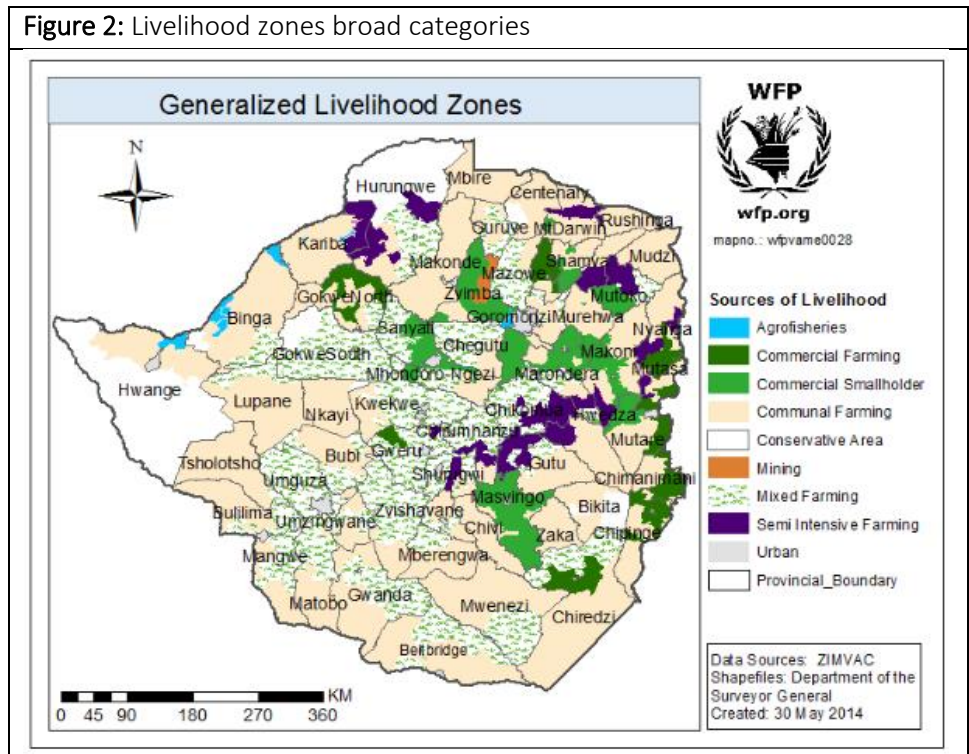 Figure 2: Livelihood zones broad categories
Generalized Livelihood Zones
WFP
wfp.org
mapno.: wfpvame0028
N
Mbire
Hurungwe
Centenary
Guruve
Mt Darwin
Rushinga
Kariba
Makonde
Mazowe
Shamva
Mudzi
Zvimba
Mutoko
GokweNorth
Binga
Sanyati
Goromonzi
Murehwa
Nyanga
Chegutu
Makoni
Mutasa
GokweSouth
Mhondoro-Ngezi
Marondera
Hwange
Lupane
Nkayi
Kwekwe
Chikomba
Hwedza
Chirumhanzu
Mutare
Bubi
Gweru
Tsholotsho
Shurugwi
Gutu
Chimanimani
Umguza
Masvingo
Bikita
Bulilima
Umzingwane
Zvishavane
Chivi
Zaka
Chipinge
Mangwe
Mberengwa
Matobo
Gwanda
Mwenezi
Chiredzi
Beitbridge
KM
0 45 90 180 270 360
Sources of Livelihood
Agrofisheries
Commercial Farming
Commercial Smallholder
Communal Farming
Conservative Area
Mining
Mixed Farming
Semi Intensive Farming
Urban
Provincial_Boundary
Data Sources: ZIMVAC
Shapefiles: Department of the
Surveyor General
Created: 30 May 2014